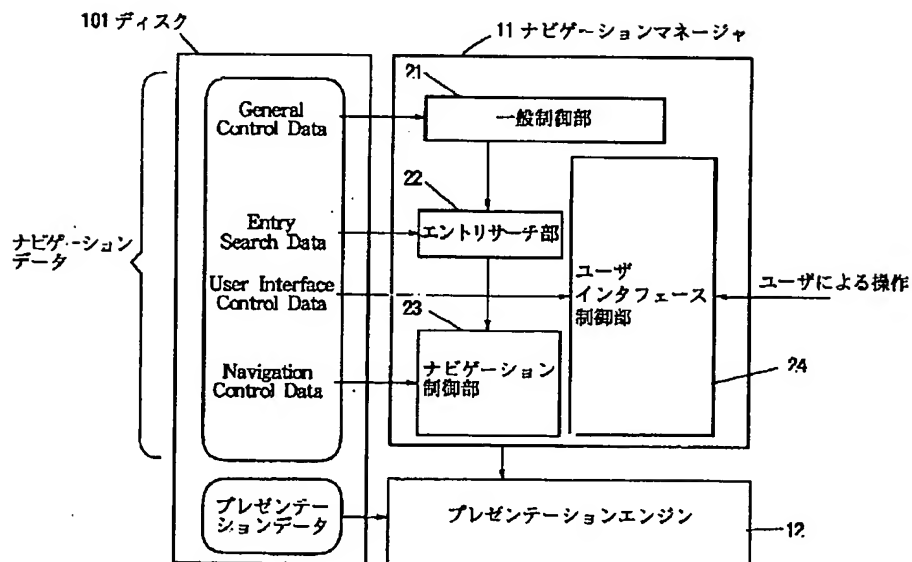 101 ディスク
11 ナビゲーションマネージャ
21
General
Control Data
一般制御部
22
Entry
Search Data
エントリサーチ部
ナビゲーション
データ
User Interface
Control Data
ユーザ
インタフェース
制御部
ユーザによる操作
23
Navigation
Control Data
ナビゲーション
制御部
24
プレゼンテー
ションデータ
プレゼンテーションエンジン
12